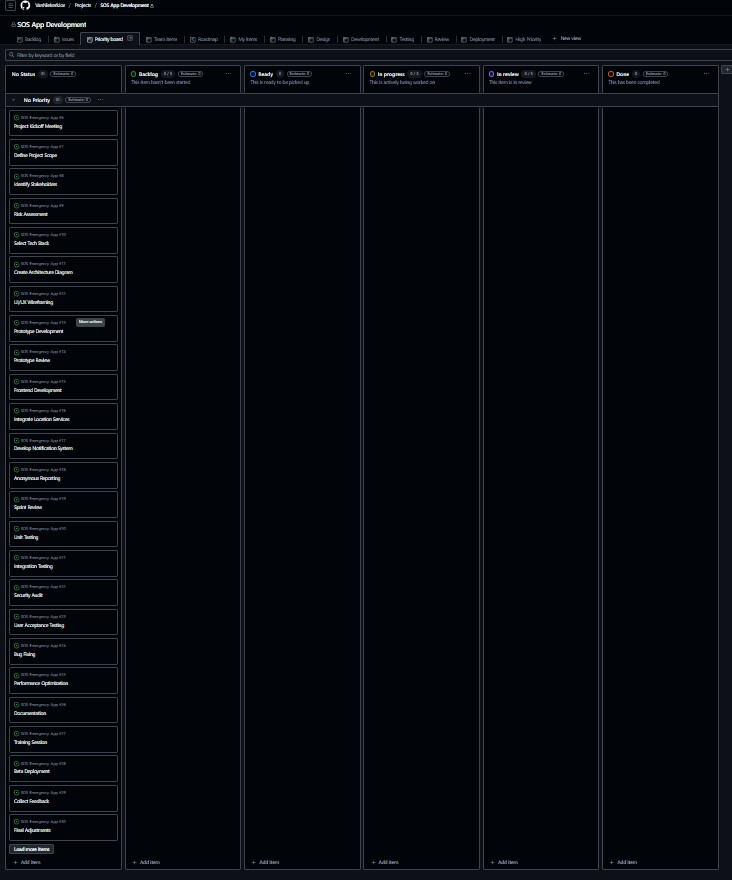 VanNiekerkice / Projects / SOS App Development
SOS App Development
Backlog Issues Priority board Team items Roadmap My items Planning Design Development Testing Review Deployment High Priority + New view
Filter by keyword or by field
No Status Estimate: 0
Backlog 0 / 5 Estimate: 0 ...
This item hasn't been started
Ready 0 Estimate: 0 ...
This is ready to be picked up
In progress 0 / 3 Estimate: 0 ...
This is actively being worked on
In review 0 / 5 Estimate: 0 ...
This item is in review
Done 0 Estimate: 0 ...
This has been completed
No Priority Estimate: 0 ...
SOS Emergency App #6
Project Kickoff Meeting
SOS Emergency App #7
Define Project Scope
SOS Emergency App #8
Identify Stakeholders
SOS Emergency App #9
Risk Assessment
SOS Emergency App #10
Select Tech Stack
SOS Emergency App #11
Create Architecture Diagram
SOS Emergency App #12
UI/UX Wireframing
SOS Emergency App #13 More actions
Prototype Development
SOS Emergency App #14
Prototype Review
SOS Emergency App #15
Frontend Development
SOS Emergency App #16
Integrate Location Services
SOS Emergency App #17
Develop Notification System
SOS Emergency App #18
Anonymous Reporting
SOS Emergency App #19
Sprint Review
SOS Emergency App #20
Unit Testing
SOS Emergency App #21
Integration Testing
SOS Emergency App #22
Security Audit
SOS Emergency App #23
User Acceptance Testing
SOS Emergency App #24
Bug Fixing
SOS Emergency App #25
Performance Optimization
SOS Emergency App #26
Documentation
SOS Emergency App #27
Training Session
SOS Emergency App #28
Beta Deployment
SOS Emergency App #29
Collect Feedback
SOS Emergency App #30
Final Adjustments
Load more items
+ Add item + Add item + Add item + Add item + Add item + Add item